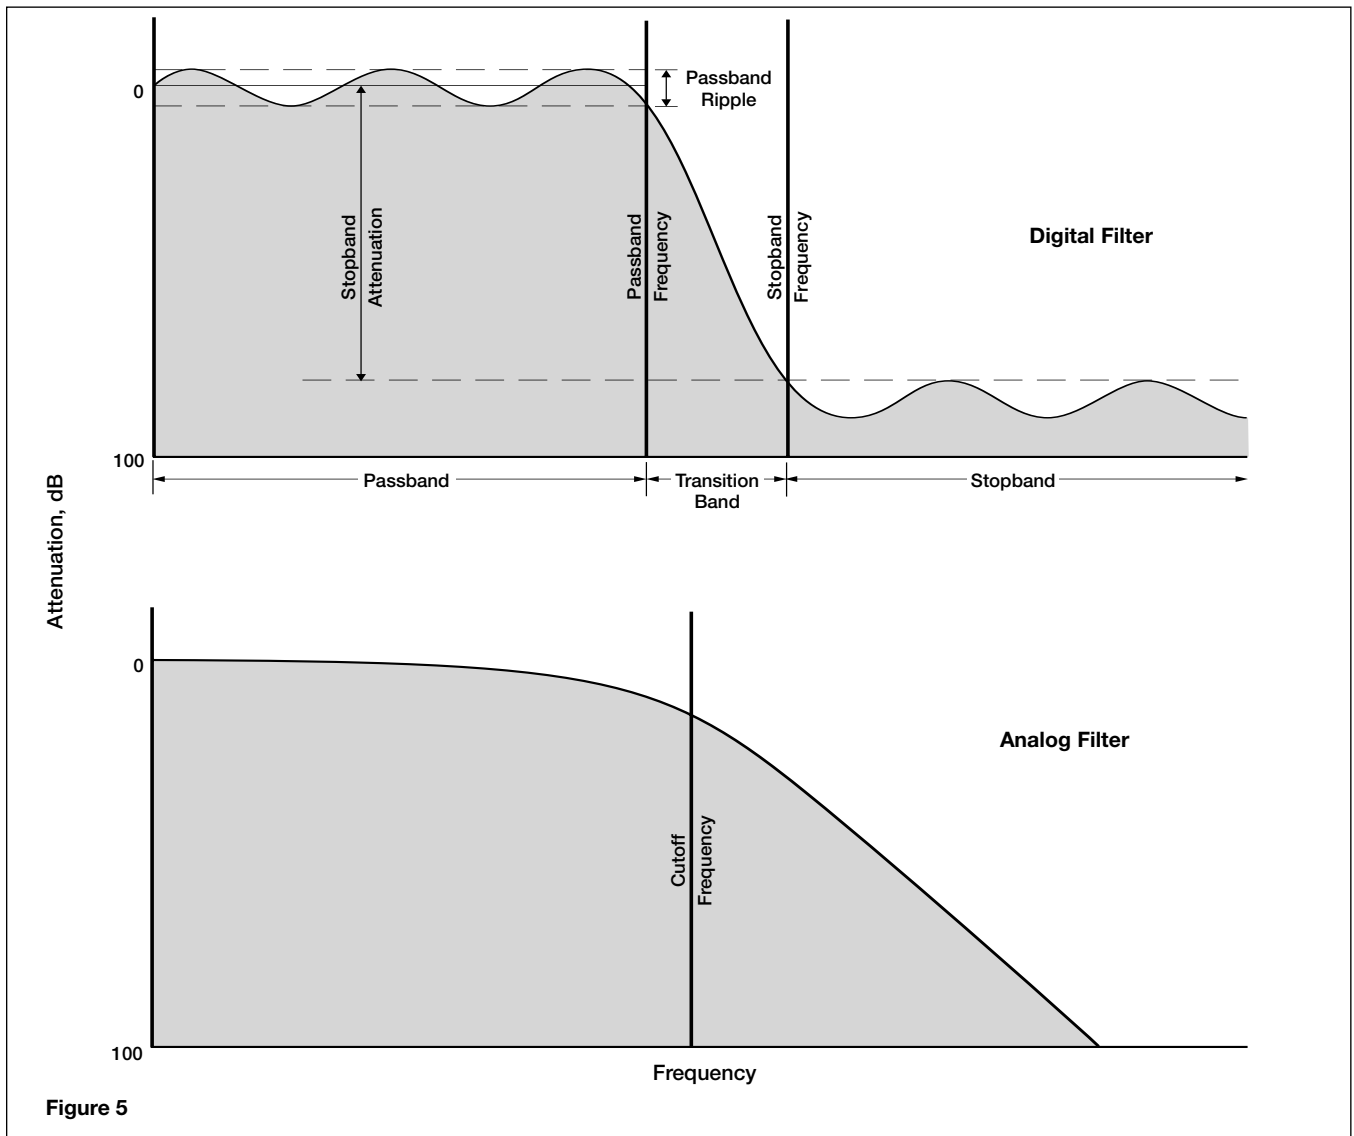 0
Passband
Ripple
Stopband
Attenuation
Passband
Frequency
Stopband
Frequency
Digital Filter
100
Passband
Transition
Band
Stopband
Attenuation, dB
0
Cutoff
Frequency
Analog Filter
100
Frequency
Figure 5